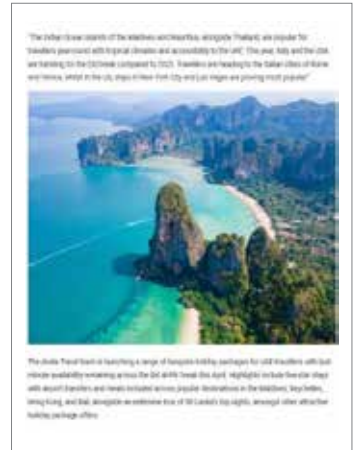 "The Indian Ocean islands of the Maldives and Mauritius, alongside Thailand, are popular for
travellers year-round with tropical climates and accessibility to the UAE. This year, Italy and the USA
are trending for the Eid break compared to 2023. Travellers are heading to the Italian cities of Rome
and Venice, whilst in the US, stays in New York City and Las Vegas are proving most popular."
The Travel team is launching a range of bespoke holiday packages for UAE travellers with last
minute availability remaining across the Eid al-Fitr break this April. Highlights include five-star stays
with airport transfers and meals included across popular destinations in the Maldives, Seychelles,
Hong Kong, and Bali, alongside an extensive tour of Sri Lanka's top sights, amongst other attractive
holiday package offers.